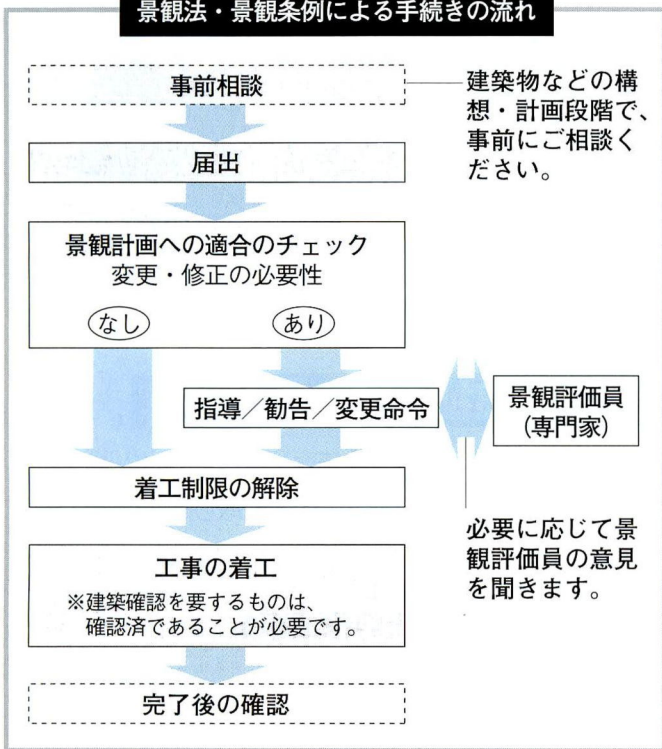 景観法・景観条例による手続きの流れ
事前相談
建築物などの構
想・計画段階で、
事前にご相談く
ださい。
届出
景観計画への適合のチェック
変更・修正の必要性
なし
あり
指導／勧告／変更命令
景観評価員
(専門家)
着工制限の解除
必要に応じて景
観評価員の意見
を聞きます。
工事の着工
※建築確認を要するものは、
確認済であることが必要です。
完了後の確認